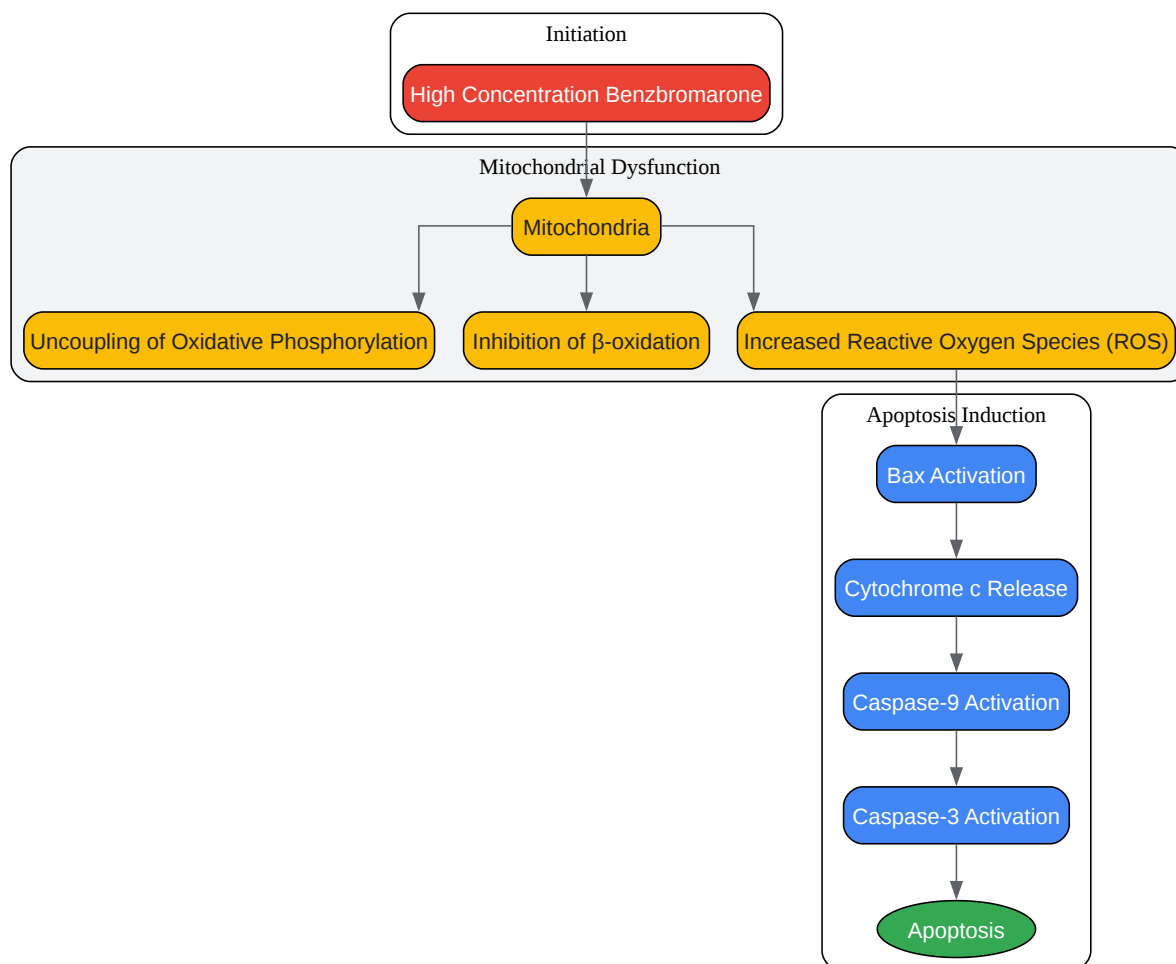 Initiation
High Concentration Benzbromarone
Mitochondrial Dysfunction
Mitochondria
Uncoupling of Oxidative Phosphorylation
Inhibition of β-oxidation
Increased Reactive Oxygen Species (ROS)
Apoptosis Induction
Bax Activation
Cytochrome c Release
Caspase-9 Activation
Caspase-3 Activation
Apoptosis